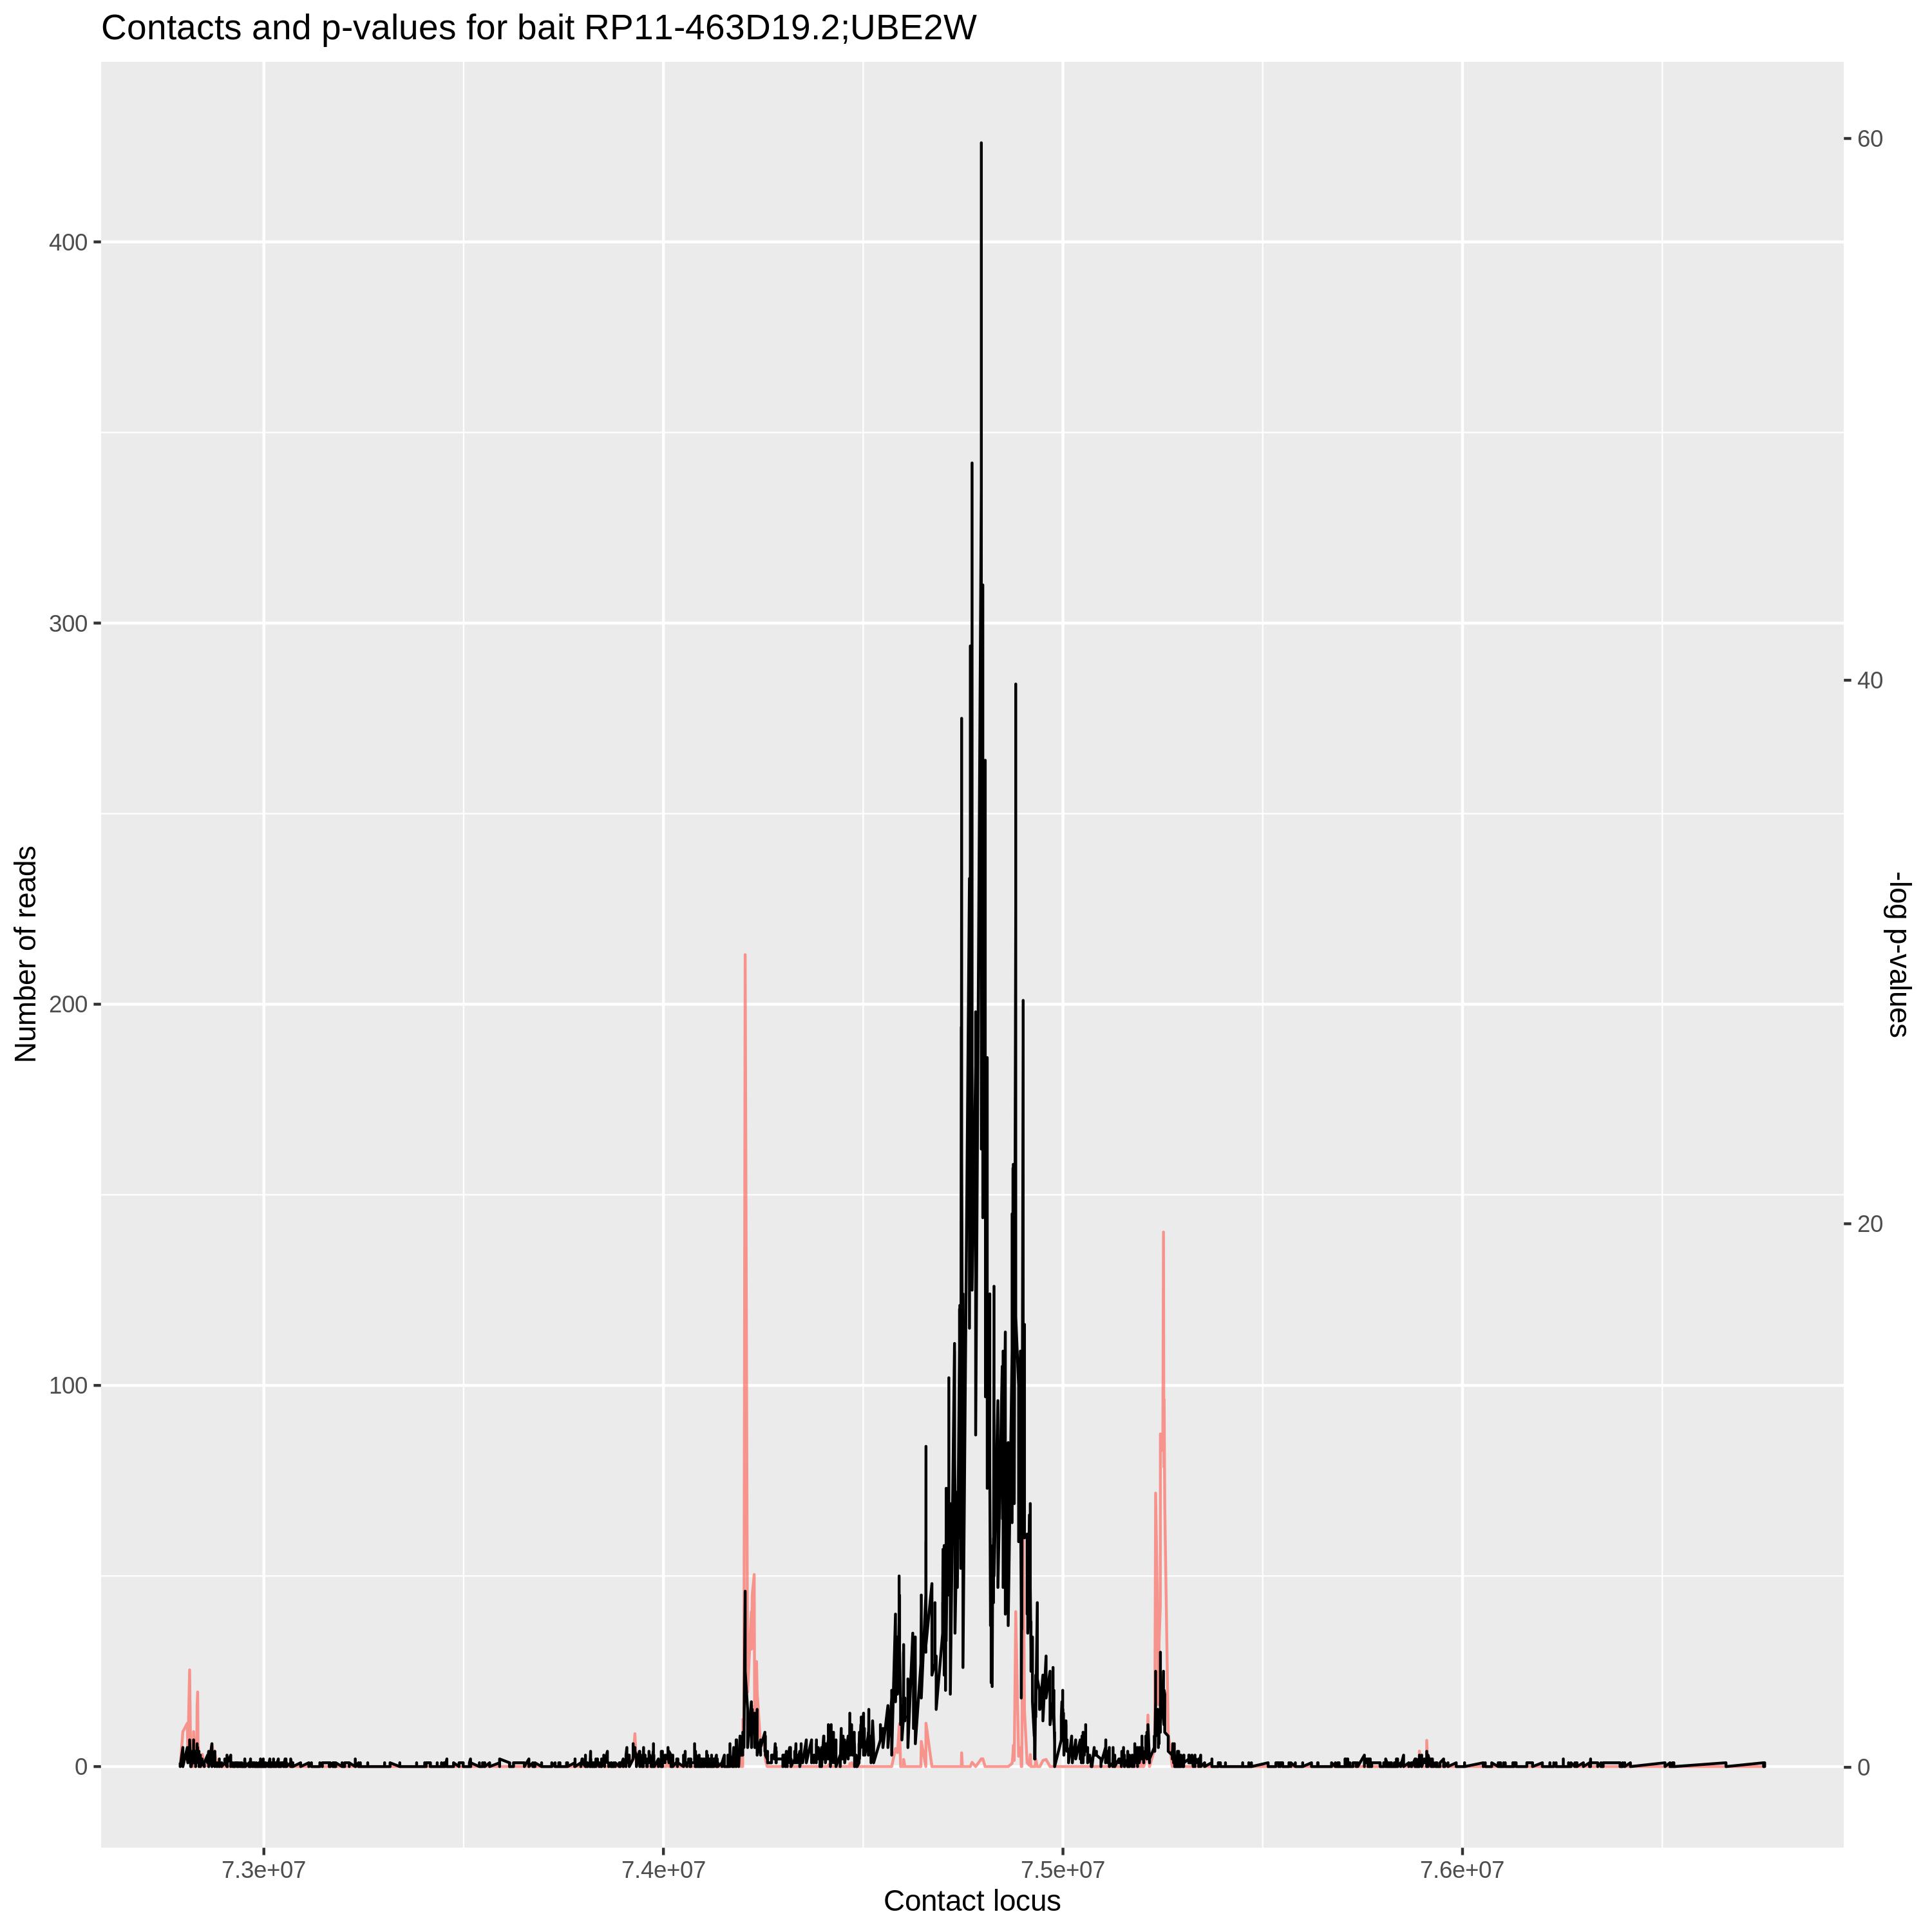 Contacts and p-values for bait RP11-463D19.2;UBE2W
400
300
200
100
0
Number of reads
60
40
20
0
-log p-values
7.3e+07
7.4e+07
7.5e+07
7.6e+07
Contact locus